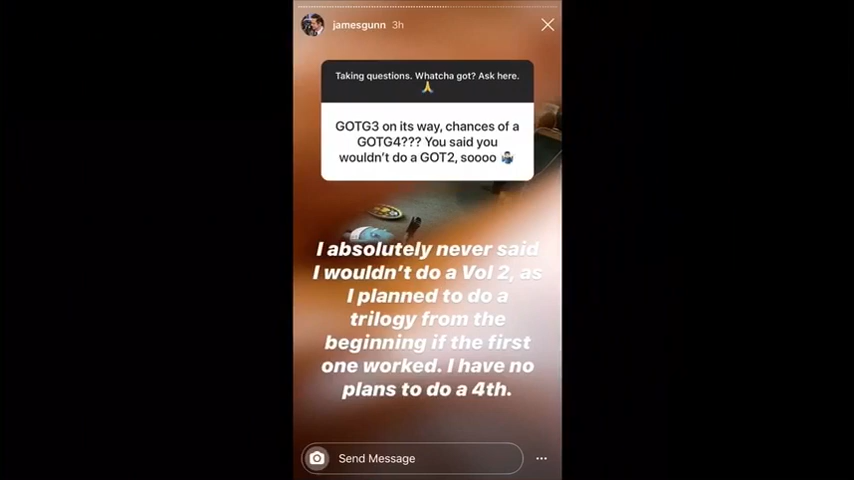 jamesgunn 3h
Taking questions. Whatcha got? Ask here.
🙏
GOTG3 on its way, chances of a
GOTG4??? You said you
wouldn't do a GOT2, soooo 🤷🏻‍♂️
I absolutely never said
I wouldn't do a Vol 2, as
I planned to do a
trilogy from the
beginning if the first
one worked. I have no
plans to do a 4th.
Send Message